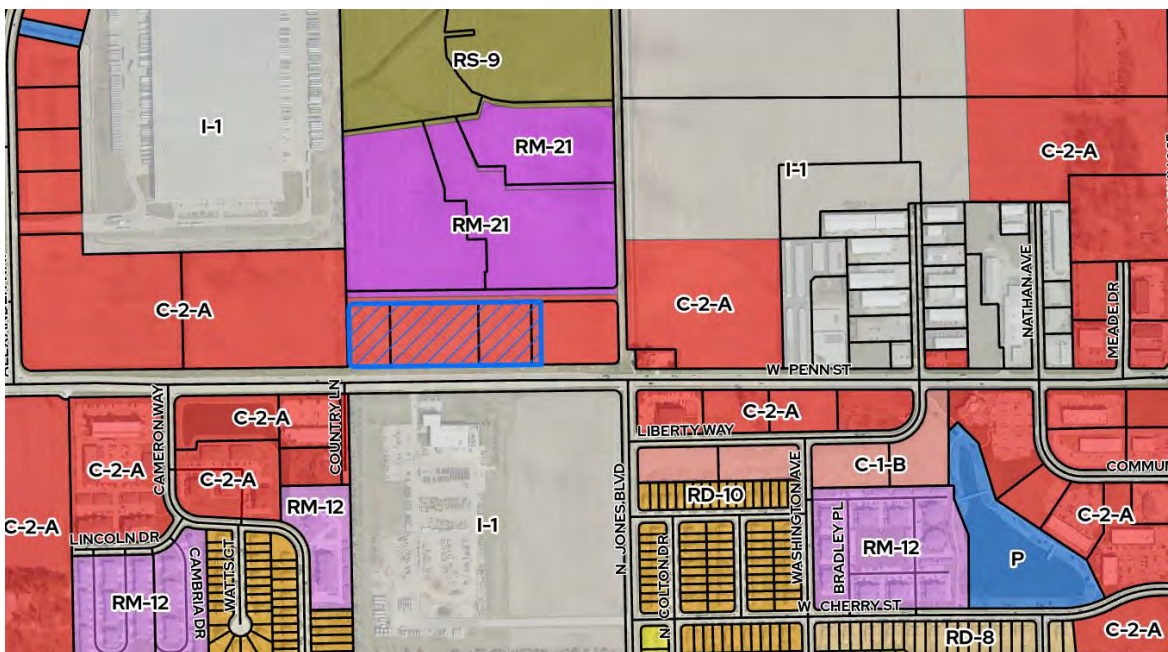 RS-9
I-1
RM-21
C-2-A
I-1
RM-21
C-2-A
C-2-A
NATHAN AVE
MEADE DR
W PENN ST
CAMERON WAY
C-2-A
COUNTRY LN
C-2-A
LIBERTY WAY
C-2-A
C-2-A
C-1-B
COMMUN
C-2-A
RM-12
RD-10
WASHINGTON AVE
C-2-A
I-1
N JONES BLVD
LINCOLN DR
WATTS CT
CAMBRIA DR
N COLTON DR
BRADLEY PL
RM-12
P
RM-12
W CHERRY ST
RD-8
C-2-A